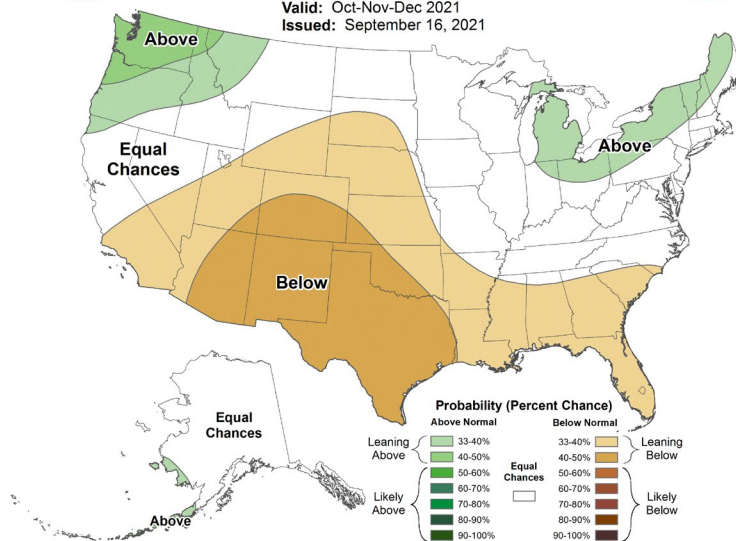 Valid: Oct-Nov-Dec 2021
Issued: September 16, 2021
Above
Equal
Chances
Above
Below
Equal
Chances
Above
Probability (Percent Chance)
Above Normal
Below Normal
Leaning
Above
33-40%
40-50%
Likely
Above
50-60%
60-70%
70-80%
80-90%
90-100%
Equal
Chances
33-40%
40-50%
Leaning
Below
50-60%
60-70%
70-80%
80-90%
90-100%
Likely
Below